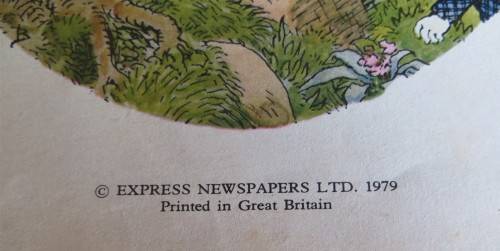 © EXPRESS NEWSPAPERS LTD. 1979
Printed in Great Britain